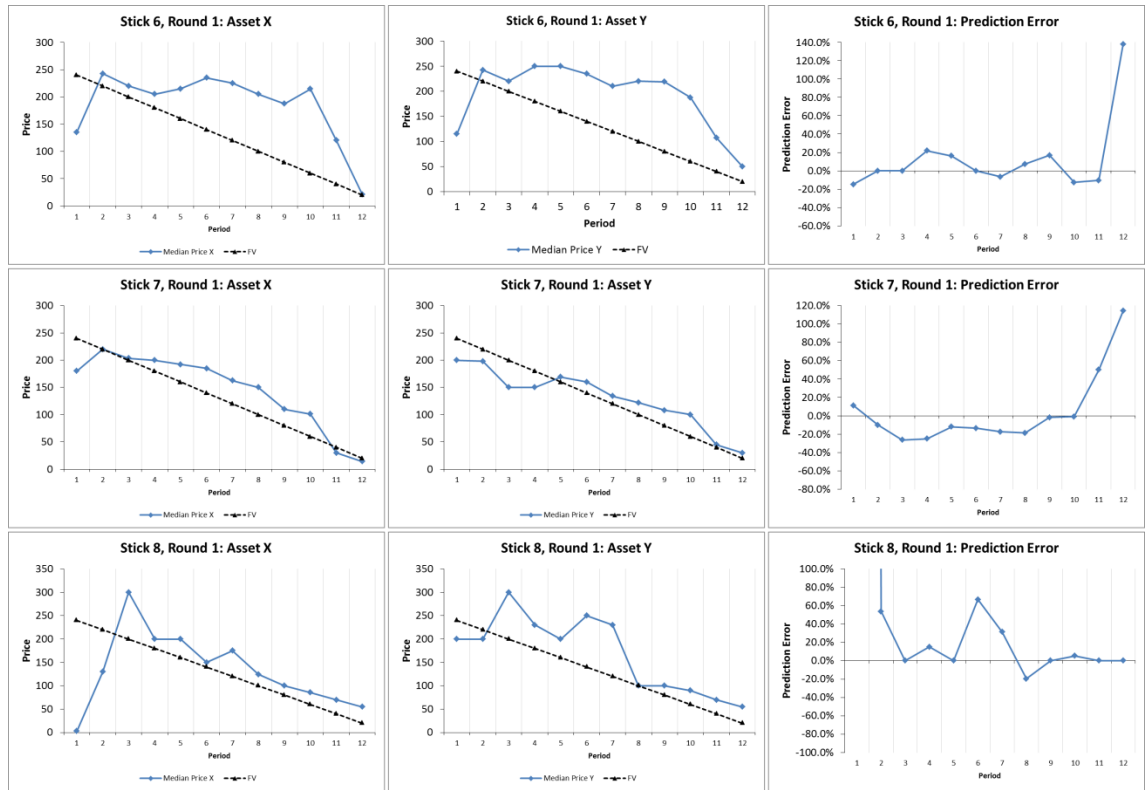 Stick 6, Round 1: Asset X
300
250
200
150
100
50
0
Price
1 2 3 4 5 6 7 8 9 10 11 12
Period
Median Price X FV
Stick 6, Round 1: Asset Y
300
250
200
150
100
50
0
Price
1 2 3 4 5 6 7 8 9 10 11 12
Period
Median Price Y FV
Stick 6, Round 1: Prediction Error
140.0%
120.0%
100.0%
80.0%
60.0%
40.0%
20.0%
0.0%
-20.0%
-40.0%
-60.0%
Prediction Error
1 2 3 4 5 6 7 8 9 10 11 12
Period
Stick 7, Round 1: Asset X
300
250
200
150
100
50
0
Price
1 2 3 4 5 6 7 8 9 10 11 12
Period
Median Price X FV
Stick 7, Round 1: Asset Y
300
250
200
150
100
50
0
Price
1 2 3 4 5 6 7 8 9 10 11 12
Period
Median Price Y FV
Stick 7, Round 1: Prediction Error
120.0%
100.0%
80.0%
60.0%
40.0%
20.0%
0.0%
-20.0%
-40.0%
-60.0%
-80.0%
Prediction Error
1 2 3 4 5 6 7 8 9 10 11 12
Period
Stick 8, Round 1: Asset X
350
300
250
200
150
100
50
0
Price
1 2 3 4 5 6 7 8 9 10 11 12
Period
Median Price X FV
Stick 8, Round 1: Asset Y
350
300
250
200
150
100
50
0
Price
1 2 3 4 5 6 7 8 9 10 11 12
Period
Median Price Y FV
Stick 8, Round 1: Prediction Error
100.0%
80.0%
60.0%
40.0%
20.0%
0.0%
-20.0%
-40.0%
-60.0%
-80.0%
-100.0%
Prediction Error
1 2 3 4 5 6 7 8 9 10 11 12
Period